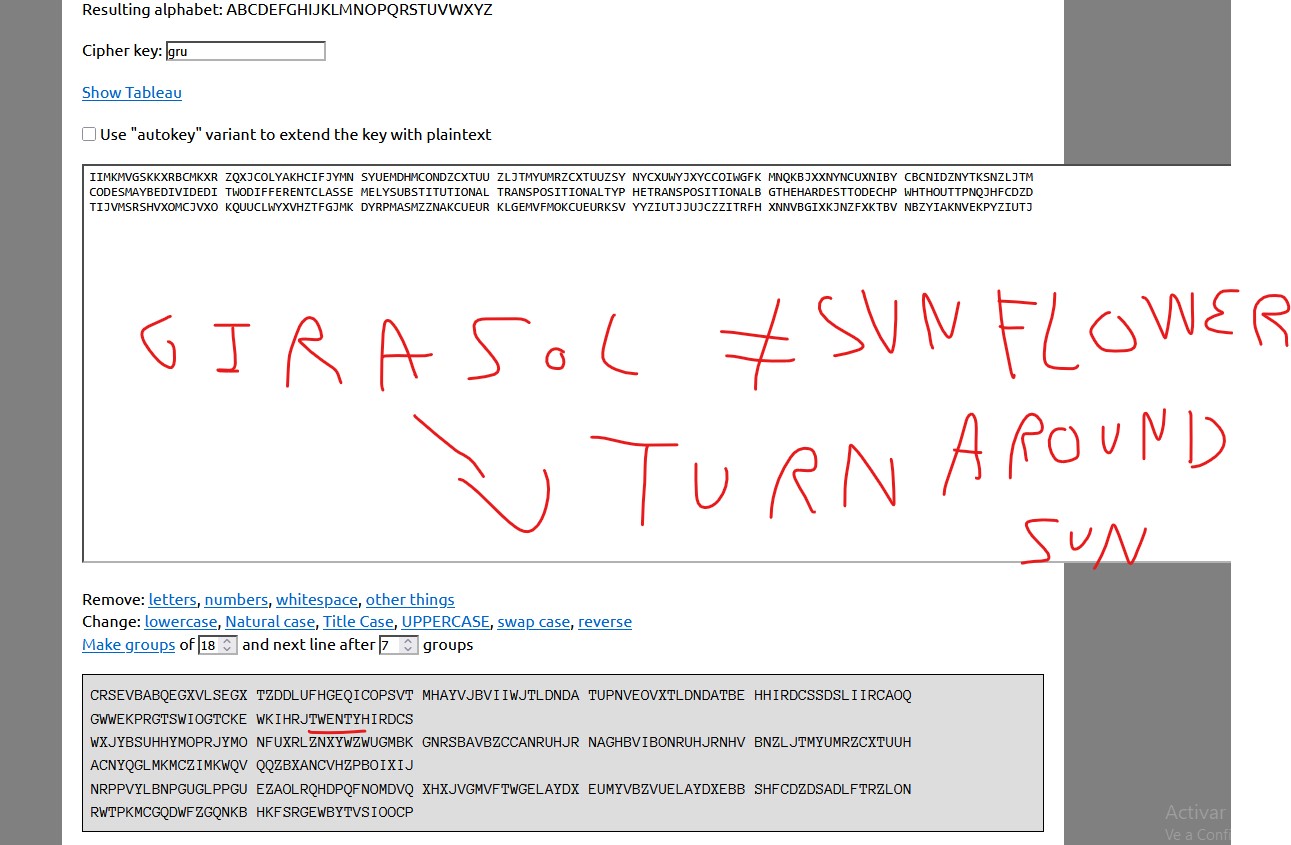 Resulting alphabet: ABCDEFGHIJKLMNOPQRSTUVWXYZ
Cipher key: gru
Show Tableau
Use "autokey" variant to extend the key with plaintext
IIMKMVGSKKXRBCMKXR ZQXJCOLYAKHCIFJYMN SYUEMDHMCONDZCXTUU ZLJTMYUMRZCXTUUZSY NYCXUWYJXYCCOIWGFK MNQKBJXXNYNCUXNIBY CBCNIDZNYTKSNZLJTM
CODESMAYBEDIVIDEDI TWODIFFERENTCLASSE MELYSUBSTITUTIONAL TRANSPOSITIONALTYP HETRANSPOSITIONALB GTHEHARDESTTODECHP WHTHOUTTPNQJHFCDZD
TIJVMSRSHVXOMCJVXO KQUUCLWYXVHZTFGJMK DYRPMASMZZNAKCUEUR KLGEMVFMOKCUEURKSV YYZIUTJJUJCZZITRFH XNNVBGIXKJNZFXKTBV NBZYIAKNVEKPYZIUTJ
GIRASOL ≠ SUNFLOWER
TURN AROUND
SUN
Remove: letters, numbers, whitespace, other things
Change: lowercase, Natural case, Title Case, UPPERCASE, swap case, reverse
Make groups of 18 and next line after 7 groups
CRSEVBABQEGXVLSEGX TZDDLUFHGEQICOPSVT MHAYVJBVIIWJTLDNDA TUPNVEOVXTLDNDATBE HHIRDCSSDSLIIRCAOQ
GWWEKPRGTSWIOGTCKE WKIHRJTWENTYHIRDCS
WXJYBSUHHYMOPRJYMO NFUXRLZNXYWZWUGMBK GNRSBAVBZCCANRUHJR NAGHBVIBONRUHJRNHV BNZLJTMYUMRZCXTUUH
ACNYQGLMKMCZIMKWQV QQZBXANCVHZPBOIXIJ
NRPPVYLBNPGUGLPPGU EZAOLRQHDPQFNOMDVQ XHXJVGMVFTWGELAYDX EUMYVBZVUELAYDXEBB SHFCDZDSADLFTRZLON
RWTPKMCGQDWFZGQNKB HKFSRGEWBYTVSIOOCP
Activar
Ve a Confi